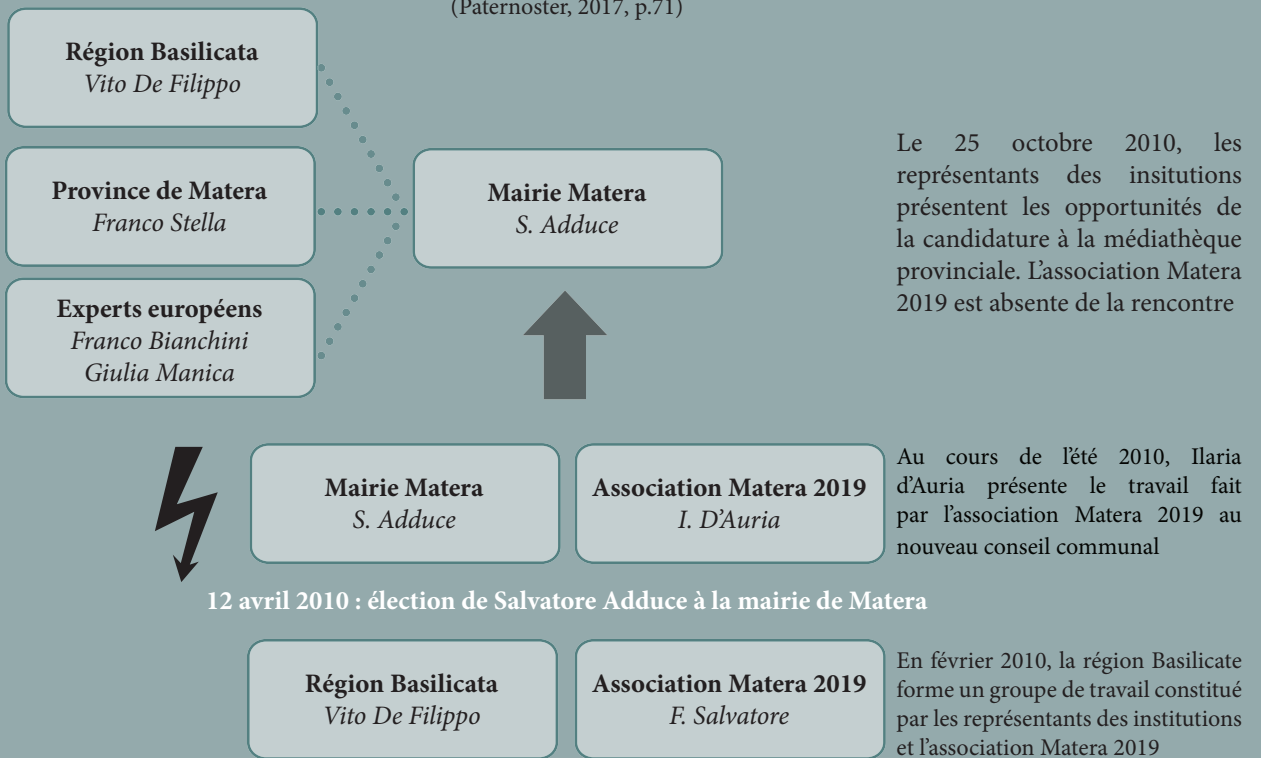 (Paternoster, 2017, p.71)
Région Basilicata
Vito De Filippo
Province de Matera
Franco Stella
Experts européens
Franco Bianchini
Giulia Manica
Mairie Matera
S. Adduce
Le 25 octobre 2010, les
représentants des insitutions
présentent les opportunités de
la candidature à la médiathèque
provinciale. L'association Matera
2019 est absente de la rencontre
Mairie Matera
S. Adduce
Association Matera 2019
I. D'Auria
Au cours de l'été 2010, Ilaria
d'Auria présente le travail fait
par l'association Matera 2019 au
nouveau conseil communal
12 avril 2010 : élection de Salvatore Adduce à la mairie de Matera
Région Basilicata
Vito De Filippo
Association Matera 2019
F. Salvatore
En février 2010, la région Basilicate
forme un groupe de travail constitué
par les représentants des institutions
et l'association Matera 2019